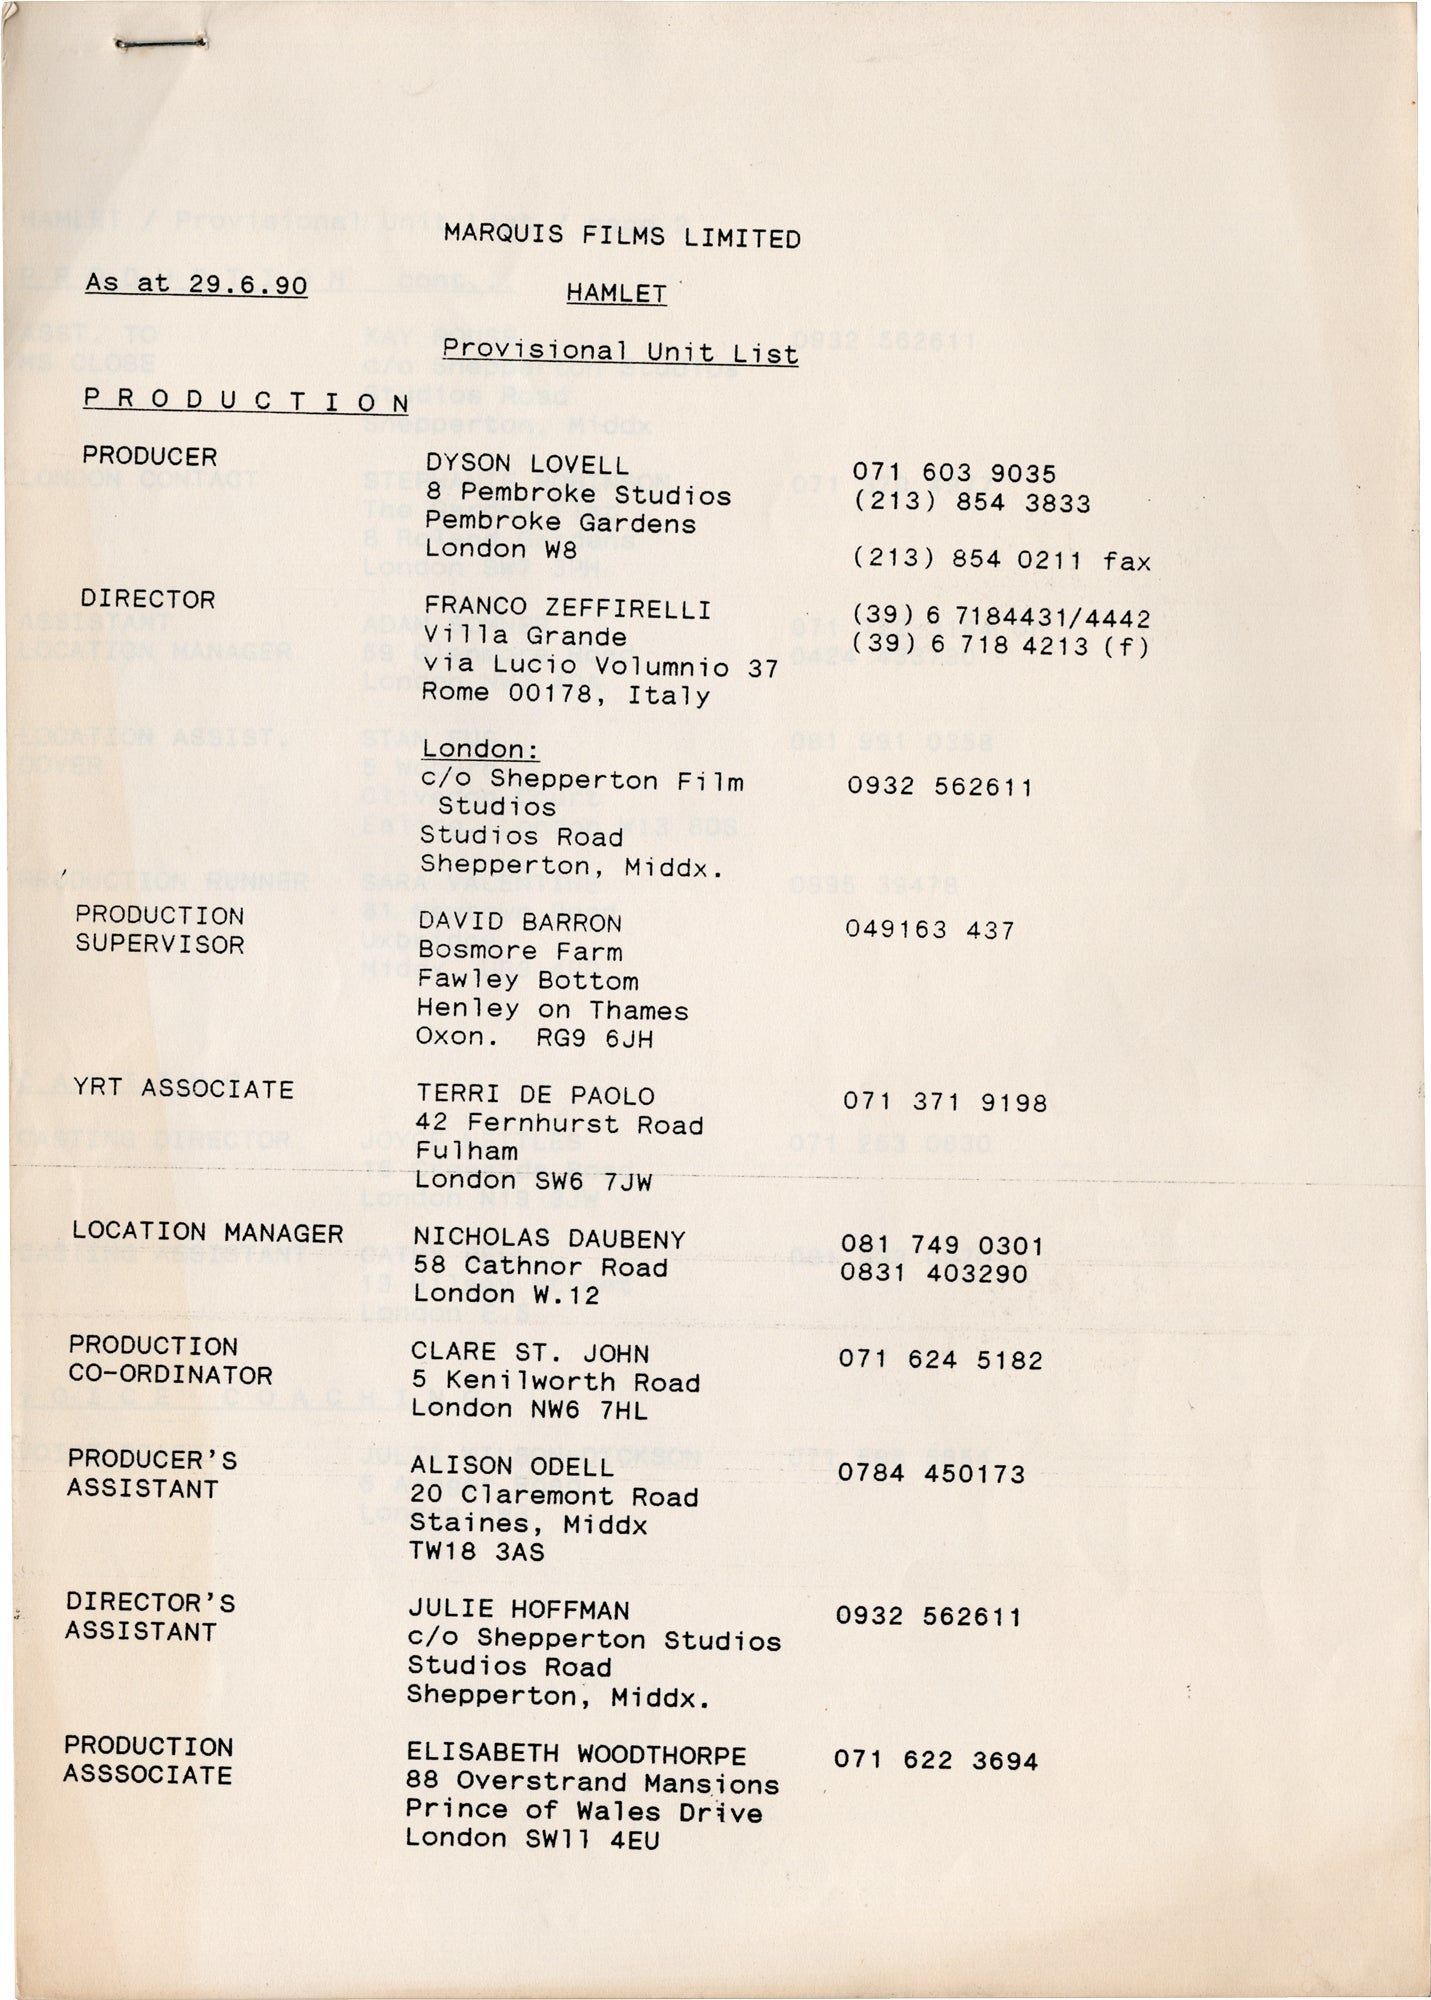 MARQUIS FILMS LIMITED
As at 29.6.90
HAMLET
Provisional Unit List
P R O D U C T I O N
PRODUCER DYSON LOVELL 071 603 9035
8 Pembroke Studios (213) 854 3833
Pembroke Gardens
London W8 (213) 854 0211 fax
DIRECTOR FRANCO ZEFFIRELLI (39) 6 7184431/4442
Villa Grande (39) 6 718 4213 (f)
via Lucio Volumnio 37
Rome 00178, Italy
London:
c/o Shepperton Film 0932 562611
Studios
Studios Road
Shepperton, Middx.
PRODUCTION DAVID BARRON 049163 437
SUPERVISOR Bosmore Farm
Fawley Bottom
Henley on Thames
Oxon. RG9 6JH
YRT ASSOCIATE TERRI DE PAOLO 071 371 9198
42 Fernhurst Road
Fulham
London SW6 7JW
LOCATION MANAGER NICHOLAS DAUBENY 081 749 0301
58 Cathnor Road 0831 403290
London W.12
PRODUCTION CLARE ST. JOHN 071 624 5182
CO-ORDINATOR 5 Kenilworth Road
London NW6 7HL
PRODUCER'S ALISON ODELL 0784 450173
ASSISTANT 20 Claremont Road
Staines, Middx
TW18 3AS
DIRECTOR'S JULIE HOFFMAN 0932 562611
ASSISTANT c/o Shepperton Studios
Studios Road
Shepperton, Middx.
PRODUCTION ELISABETH WOODTHORPE 071 622 3694
ASSSOCIATE 88 Overstrand Mansions
Prince of Wales Drive
London SW11 4EU